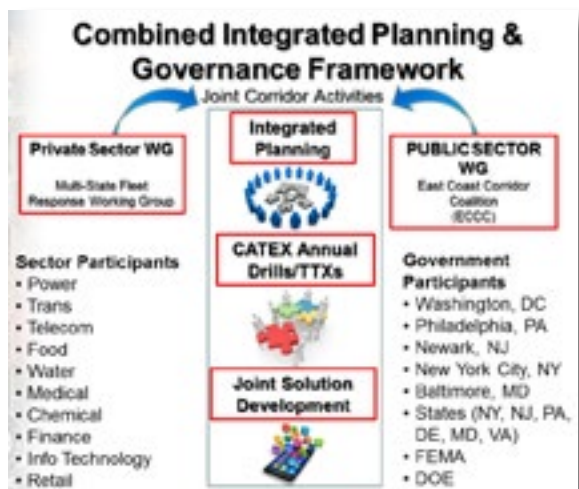 Combined Integrated Planning &
Governance Framework
Joint Corridor Activities
Private Sector WG
Multi-State Fleet
Response Working Group
Integrated
Planning
PUBLIC SECTOR
WG
East Coast Corridor
Coalition
(ECCC)
CATEX Annual
Drills/TTXs
Joint Solution
Development
Sector Participants
• Power
• Trans
• Telecom
• Food
• Water
• Medical
• Chemical
• Finance
• Info Technology
• Retail
Government
Participants
• Washington, DC
• Philadelphia, PA
• Newark, NJ
• New York City, NY
• Baltimore, MD
• States (NY, NJ, PA,
DE, MD, VA)
• FEMA
• DOE